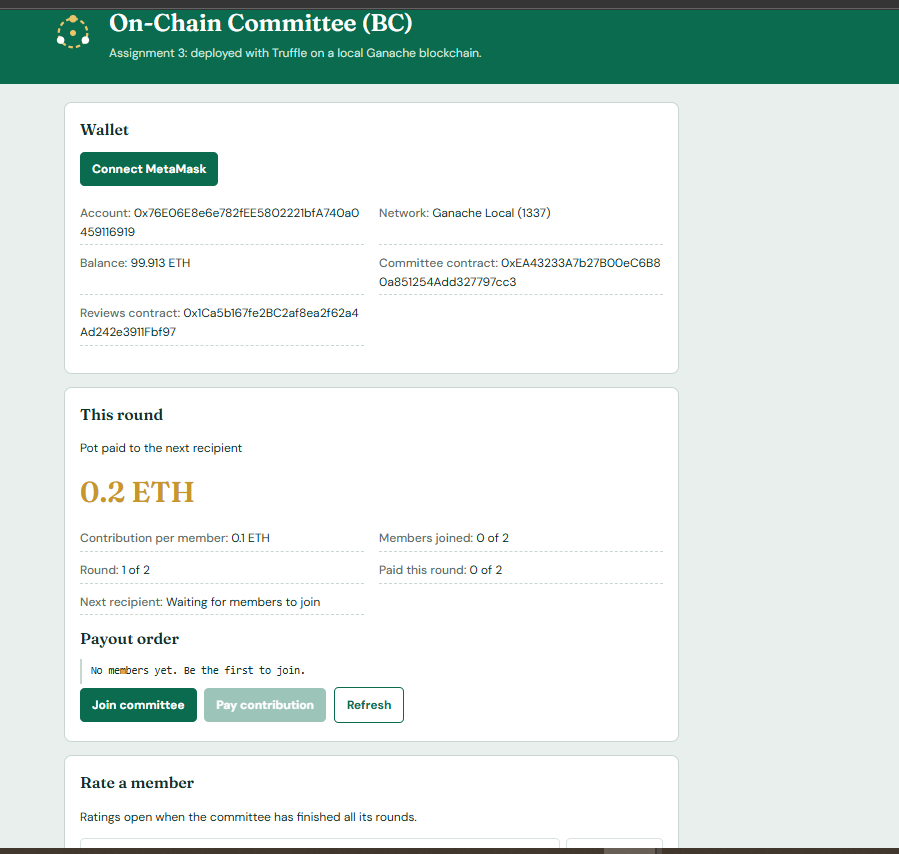 On-Chain Committee (BC)
Assignment 3: deployed with Truffle on a local Ganache blockchain.
Wallet
Connect MetaMask
Account: 0x76E06E8e6e782fEE5802221bfA740a0
459116919
Network: Ganache Local (1337)
Balance: 99.913 ETH
Committee contract: 0xEA43233A7b27B00eC6B8
0a851254Add327797cc3
Reviews contract: 0x1Ca5b167fe2BC2af8ea2f62a4
Ad242e3911Fbf97
This round
Pot paid to the next recipient
0.2 ETH
Contribution per member: 0.1 ETH
Members joined: 0 of 2
Round: 1 of 2
Paid this round: 0 of 2
Next recipient: Waiting for members to join
Payout order
No members yet. Be the first to join.
Join committee
Pay contribution
Refresh
Rate a member
Ratings open when the committee has finished all its rounds.